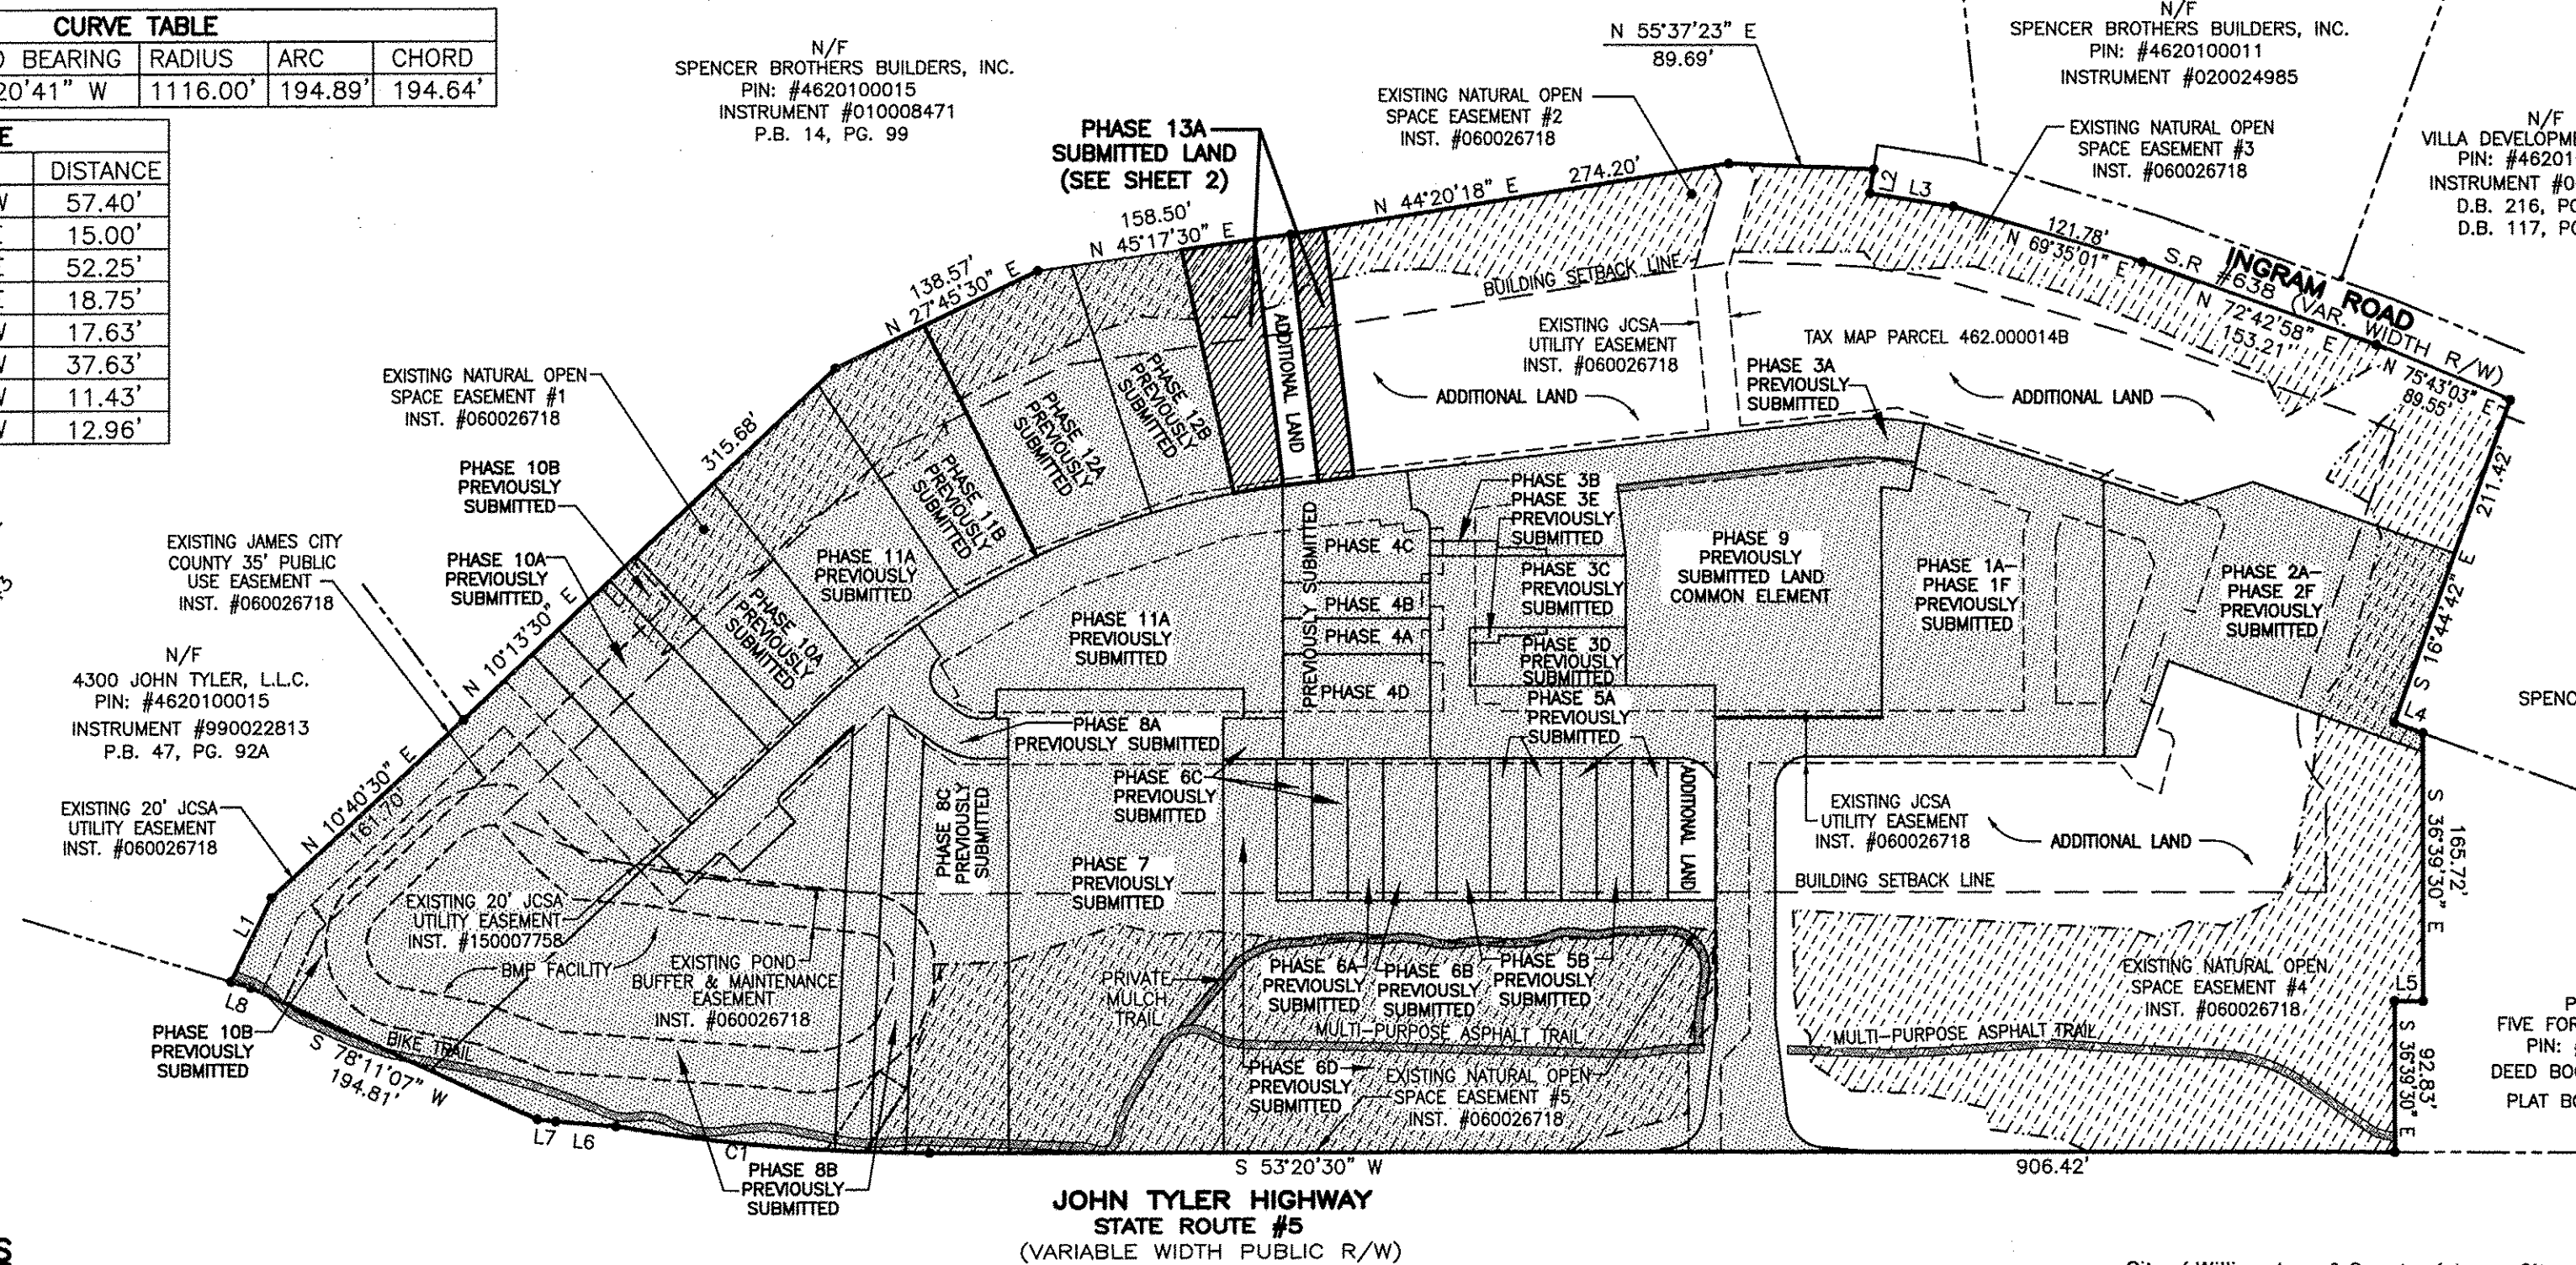 CURVE TABLE
BEARING RADIUS ARC CHORD
20'41" W 1116.00' 194.89' 194.64'
DISTANCE
57.40'
15.00'
52.25'
18.75'
17.63'
37.63'
11.43'
12.96'
N/F
SPENCER BROTHERS BUILDERS, INC.
PIN: #4620100015
INSTRUMENT #010008471
P.B. 14, PG. 99
PHASE 13A
SUBMITTED LAND
(SEE SHEET 2)
N 55°37'23" E
89.69'
EXISTING NATURAL OPEN
SPACE EASEMENT #2
INST. #060026718
N/F
SPENCER BROTHERS BUILDERS, INC.
PIN: #4620100011
INSTRUMENT #020024985
EXISTING NATURAL OPEN
SPACE EASEMENT #3
INST. #060026718
N/F
VILLA DEVELOPM
PIN: #46201
INSTRUMENT #0
D.B. 216, PG
D.B. 117, PG
N 44°20'18" E 274.20'
158.50'
N 45°17'30" E
138.57'
N 27°45'30" E
L2
L3
121.78'
N 69°35'01" E
INGRAM ROAD
S.R #638 (VAR. WIDTH R/W)
N 72°42'58" E
153.21'
N 75°43'03" E
89.55'
BUILDING SETBACK LINE
EXISTING JCSA
UTILITY EASEMENT
INST. #060026718
TAX MAP PARCEL 462.000014B
PHASE 3A
PREVIOUSLY
SUBMITTED
ADDITIONAL LAND
ADDITIONAL LAND
ADDITIONAL LAND
EXISTING NATURAL OPEN
SPACE EASEMENT #1
INST. #060026718
315.68'
N 10°13'30" E
PHASE 12B
PREVIOUSLY
SUBMITTED
PHASE 12A
PREVIOUSLY
SUBMITTED
PHASE 11B
PREVIOUSLY
SUBMITTED
PHASE 11A
PREVIOUSLY
SUBMITTED
PHASE 10B
PREVIOUSLY
SUBMITTED
PHASE 10A
PREVIOUSLY
SUBMITTED
PHASE 10A
PREVIOUSLY
SUBMITTED
EXISTING JAMES CITY
COUNTY 35' PUBLIC
USE EASEMENT
INST. #060026718
N/F
4300 JOHN TYLER, L.L.C.
PIN: #4620100015
INSTRUMENT #990022813
P.B. 47, PG. 92A
N 10°40'30" E
161.70'
EXISTING 20' JCSA
UTILITY EASEMENT
INST. #060026718
PHASE 11A
PREVIOUSLY
SUBMITTED
PREVIOUSLY SUBMITTED
PHASE 4C
PHASE 4B
PHASE 4A
PHASE 4D
PHASE 3B
PHASE 3E
PREVIOUSLY
SUBMITTED
PHASE 3C
PREVIOUSLY
SUBMITTED
PHASE 3D
PREVIOUSLY
SUBMITTED
PHASE 5A
PREVIOUSLY
SUBMITTED
PHASE 9
PREVIOUSLY
SUBMITTED LAND
COMMON ELEMENT
PHASE 1A-
PHASE 1F
PREVIOUSLY
SUBMITTED
PHASE 2A-
PHASE 2F
PREVIOUSLY
SUBMITTED
211.42'
S 16°44'42" E
L4
SPENC
PHASE 8A
PREVIOUSLY SUBMITTED
PHASE 6C
PREVIOUSLY
SUBMITTED
PHASE 8C
PREVIOUSLY
SUBMITTED
PHASE 7
PREVIOUSLY
SUBMITTED
ADDITIONAL LAND
EXISTING JCSA
UTILITY EASEMENT
INST. #060026718
ADDITIONAL LAND
BUILDING SETBACK LINE
S 36°39'30" E
165.72'
L1
EXISTING 20' JCSA
UTILITY EASEMENT
INST. #150007758
BMP FACILITY
EXISTING POND
BUFFER & MAINTENANCE
EASEMENT
INST. #060026718
PRIVATE
MULCH
TRAIL
PHASE 6A
PREVIOUSLY
SUBMITTED
PHASE 6B
PREVIOUSLY
SUBMITTED
PHASE 5B
PREVIOUSLY
SUBMITTED
MULTI-PURPOSE ASPHALT TRAIL
EXISTING NATURAL OPEN
SPACE EASEMENT #4
INST. #060026718
MULTI-PURPOSE ASPHALT TRAIL
L5
S 36°39'30" E
92.83'
FIVE FOR
PIN:
DEED BOO
PLAT BO
L8
PHASE 10B
PREVIOUSLY
SUBMITTED
BIKE TRAIL
S 78°11'07" W
194.81'
PHASE 6D
PREVIOUSLY
SUBMITTED
EXISTING NATURAL OPEN
SPACE EASEMENT #5
INST. #060026718
L7
L6
C1
PHASE 8B
PREVIOUSLY
SUBMITTED
S 53°20'30" W
906.42'
JOHN TYLER HIGHWAY
STATE ROUTE #5
(VARIABLE WIDTH PUBLIC R/W)